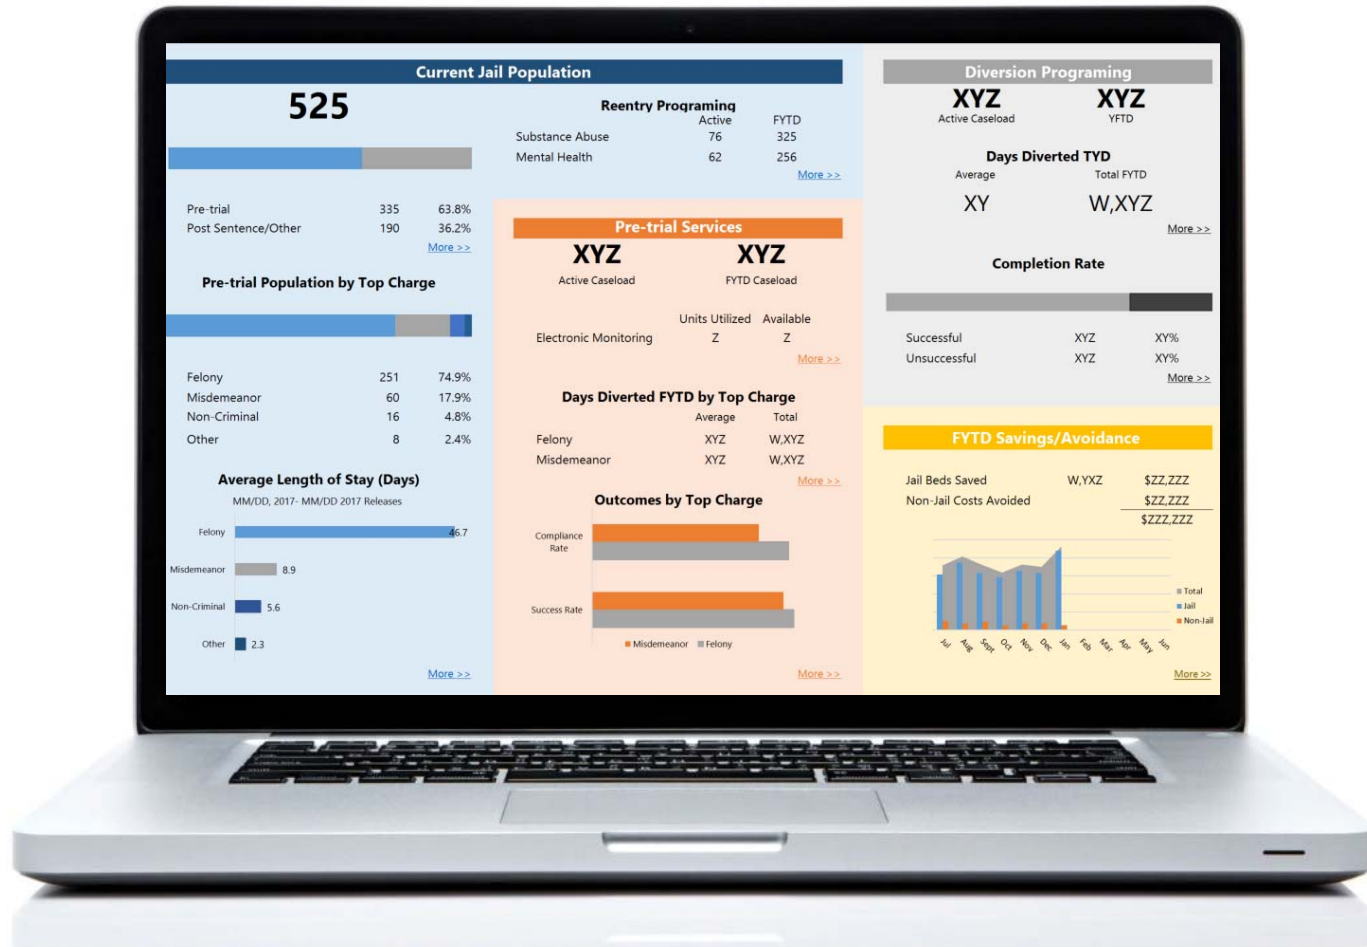 Current Jail Population
525
Reentry Programing
Active FYTD
Substance Abuse 76 325
Mental Health 62 256
More >>
Pre-trial 335 63.8%
Post Sentence/Other 190 36.2%
More >>
Pre-trial Population by Top Charge
Felony 251 74.9%
Misdemeanor 60 17.9%
Non-Criminal 16 4.8%
Other 8 2.4%
Average Length of Stay (Days)
MM/DD, 2017- MM/DD 2017 Releases
Felony 46.7
Misdemeanor 8.9
Non-Criminal 5.6
Other 2.3
More >>
Pre-trial Services
XYZ XYZ
Active Caseload FYTD Caseload
Units Utilized Available
Electronic Monitoring Z Z
More >>
Days Diverted FYTD by Top Charge
Average Total
Felony XYZ W,XYZ
Misdemeanor XYZ W,XYZ
More >>
Outcomes by Top Charge
Compliance
Rate
Success Rate
Misdemeanor Felony
More >>
Diversion Programing
XYZ XYZ
Active Caseload YFTD
Days Diverted TYD
Average Total FYTD
XY W,XYZ
More >>
Completion Rate
Successful XYZ XY%
Unsuccessful XYZ XY%
More >>
FYTD Savings/Avoidance
Jail Beds Saved W,YXZ $ZZ,ZZZ
Non-Jail Costs Avoided $ZZ,ZZZ
$ZZZ,ZZZ
Total
Jail
Non-Jail
Jul Aug Sept Oct Nov Dec Jan Feb Mar Apr May Jun
More >>